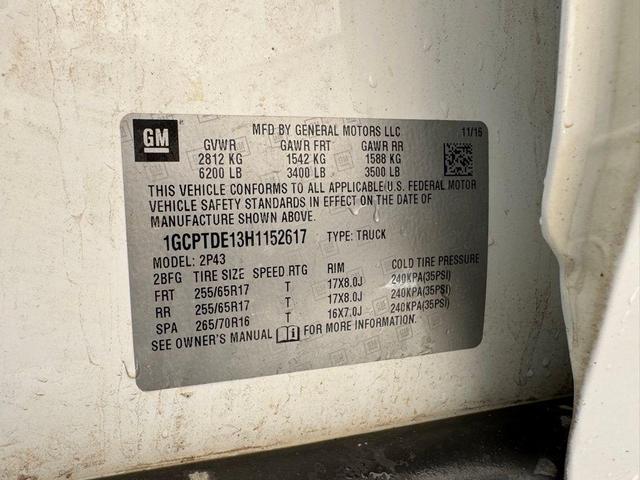 GM
MFD BY GENERAL MOTORS LLC 11/16
GVWR GAWR FRT GAWR RR
2812 KG 1542 KG 1588 KG
6200 LB 3400 LB 3500 LB
THIS VEHICLE CONFORMS TO ALL APPLICABLE U.S. FEDERAL MOTOR
VEHICLE SAFETY STANDARDS IN EFFECT ON THE DATE OF
MANUFACTURE SHOWN ABOVE.
1GCPTDE13H1152617 TYPE: TRUCK
MODEL: 2P43
2BFG TIRE SIZE SPEED RTG RIM COLD TIRE PRESSURE
FRT 255/65R17 T 17X8.0J 240KPA(35PSI)
RR 255/65R17 T 17X8.0J 240KPA(35PSI)
SPA 265/70R16 T 16X7.0J 240KPA(35PSI)
SEE OWNER'S MANUAL FOR MORE INFORMATION.